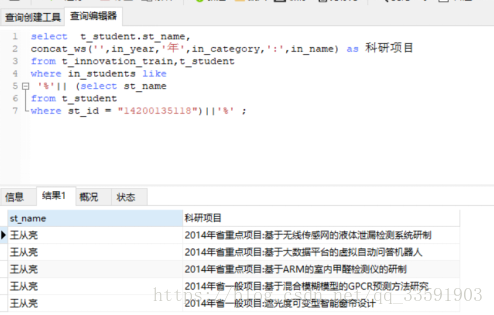 查询创建工具 查询编辑器
1 select t_student.st_name,
2 concat_ws('',in_year,'年',in_category,':',in_name) as 科研项目
3 from t_innovation_train,t_student
4 where in_students like
5 '%'|| (select st_name
6 from t_student
7 where st_id = "14200135118")||'%' ;
信息 结果1 概况 状态
st_name 科研项目
王从亮 2014年省重点项目:基于无线传感网的液体泄漏检测系统研制
王从亮 2014年省重点项目:基于大数据平台的虚拟自动问答机器人
王从亮 2014年省重点项目:基于ARM的室内甲醛检测仪的研制
王从亮 2014年省一般项目:基于混合模糊模型的GPCR预测方法研究
王从亮 2014年省一般项目:遮光度可变型智能窗帘设计
https://blog.csdn.net/qq_33591903